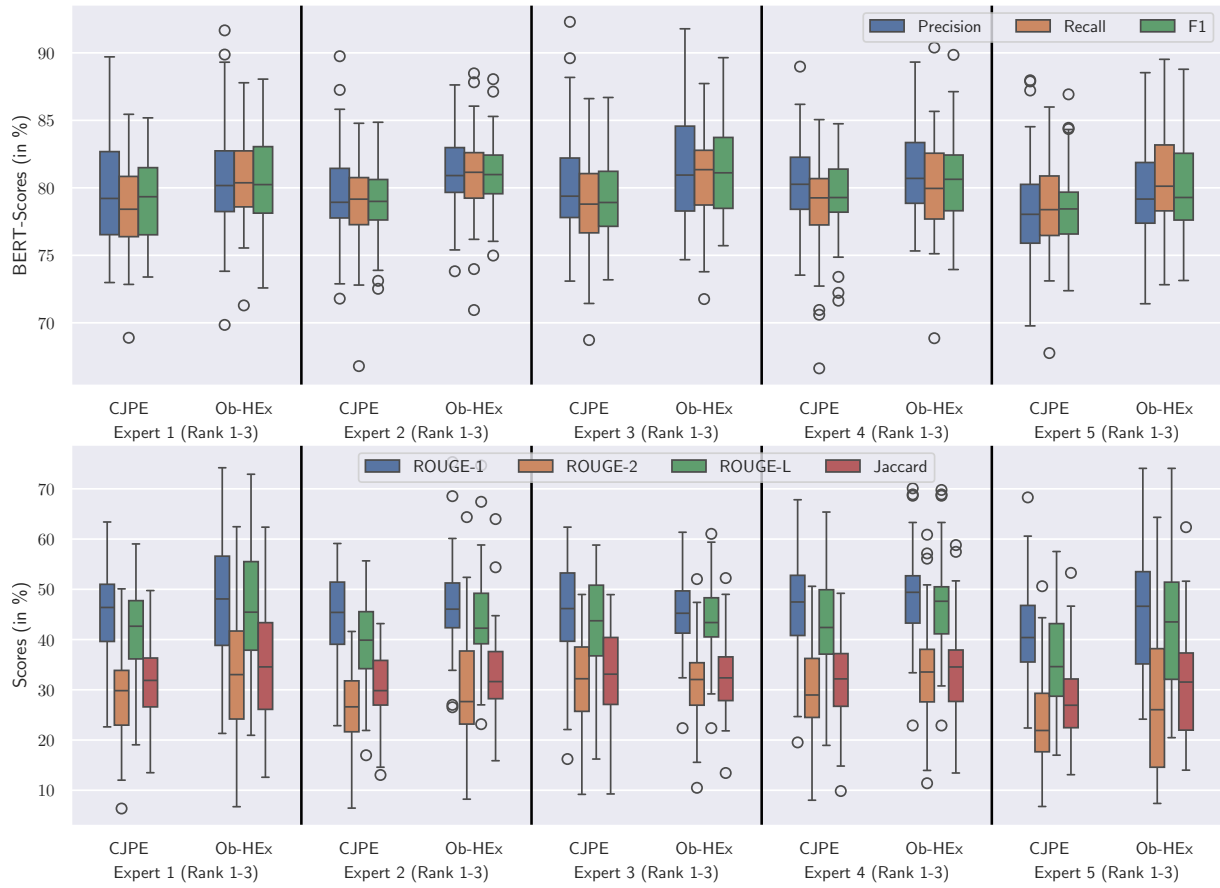 Precision Recall F1
BERT-Scores (in %)
90
85
80
75
70
CJPE Ob-HEx CJPE Ob-HEx CJPE Ob-HEx CJPE Ob-HEx CJPE Ob-HEx
Expert 1 (Rank 1-3) Expert 2 (Rank 1-3) Expert 3 (Rank 1-3) Expert 4 (Rank 1-3) Expert 5 (Rank 1-3)
ROUGE-1 ROUGE-2 ROUGE-L Jaccard
Scores (in %)
70
60
50
40
30
20
10
CJPE Ob-HEx CJPE Ob-HEx CJPE Ob-HEx CJPE Ob-HEx CJPE Ob-HEx
Expert 1 (Rank 1-3) Expert 2 (Rank 1-3) Expert 3 (Rank 1-3) Expert 4 (Rank 1-3) Expert 5 (Rank 1-3)